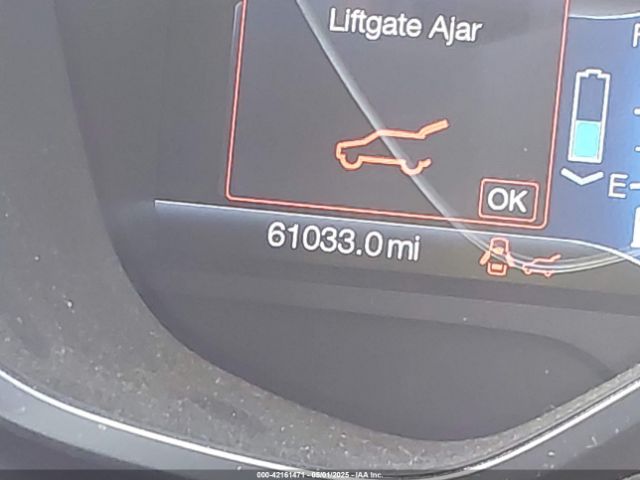 Liftgate Ajar
OK
E
61033.0mi
000-42161471 - 05/01/2025 - IAA Inc.